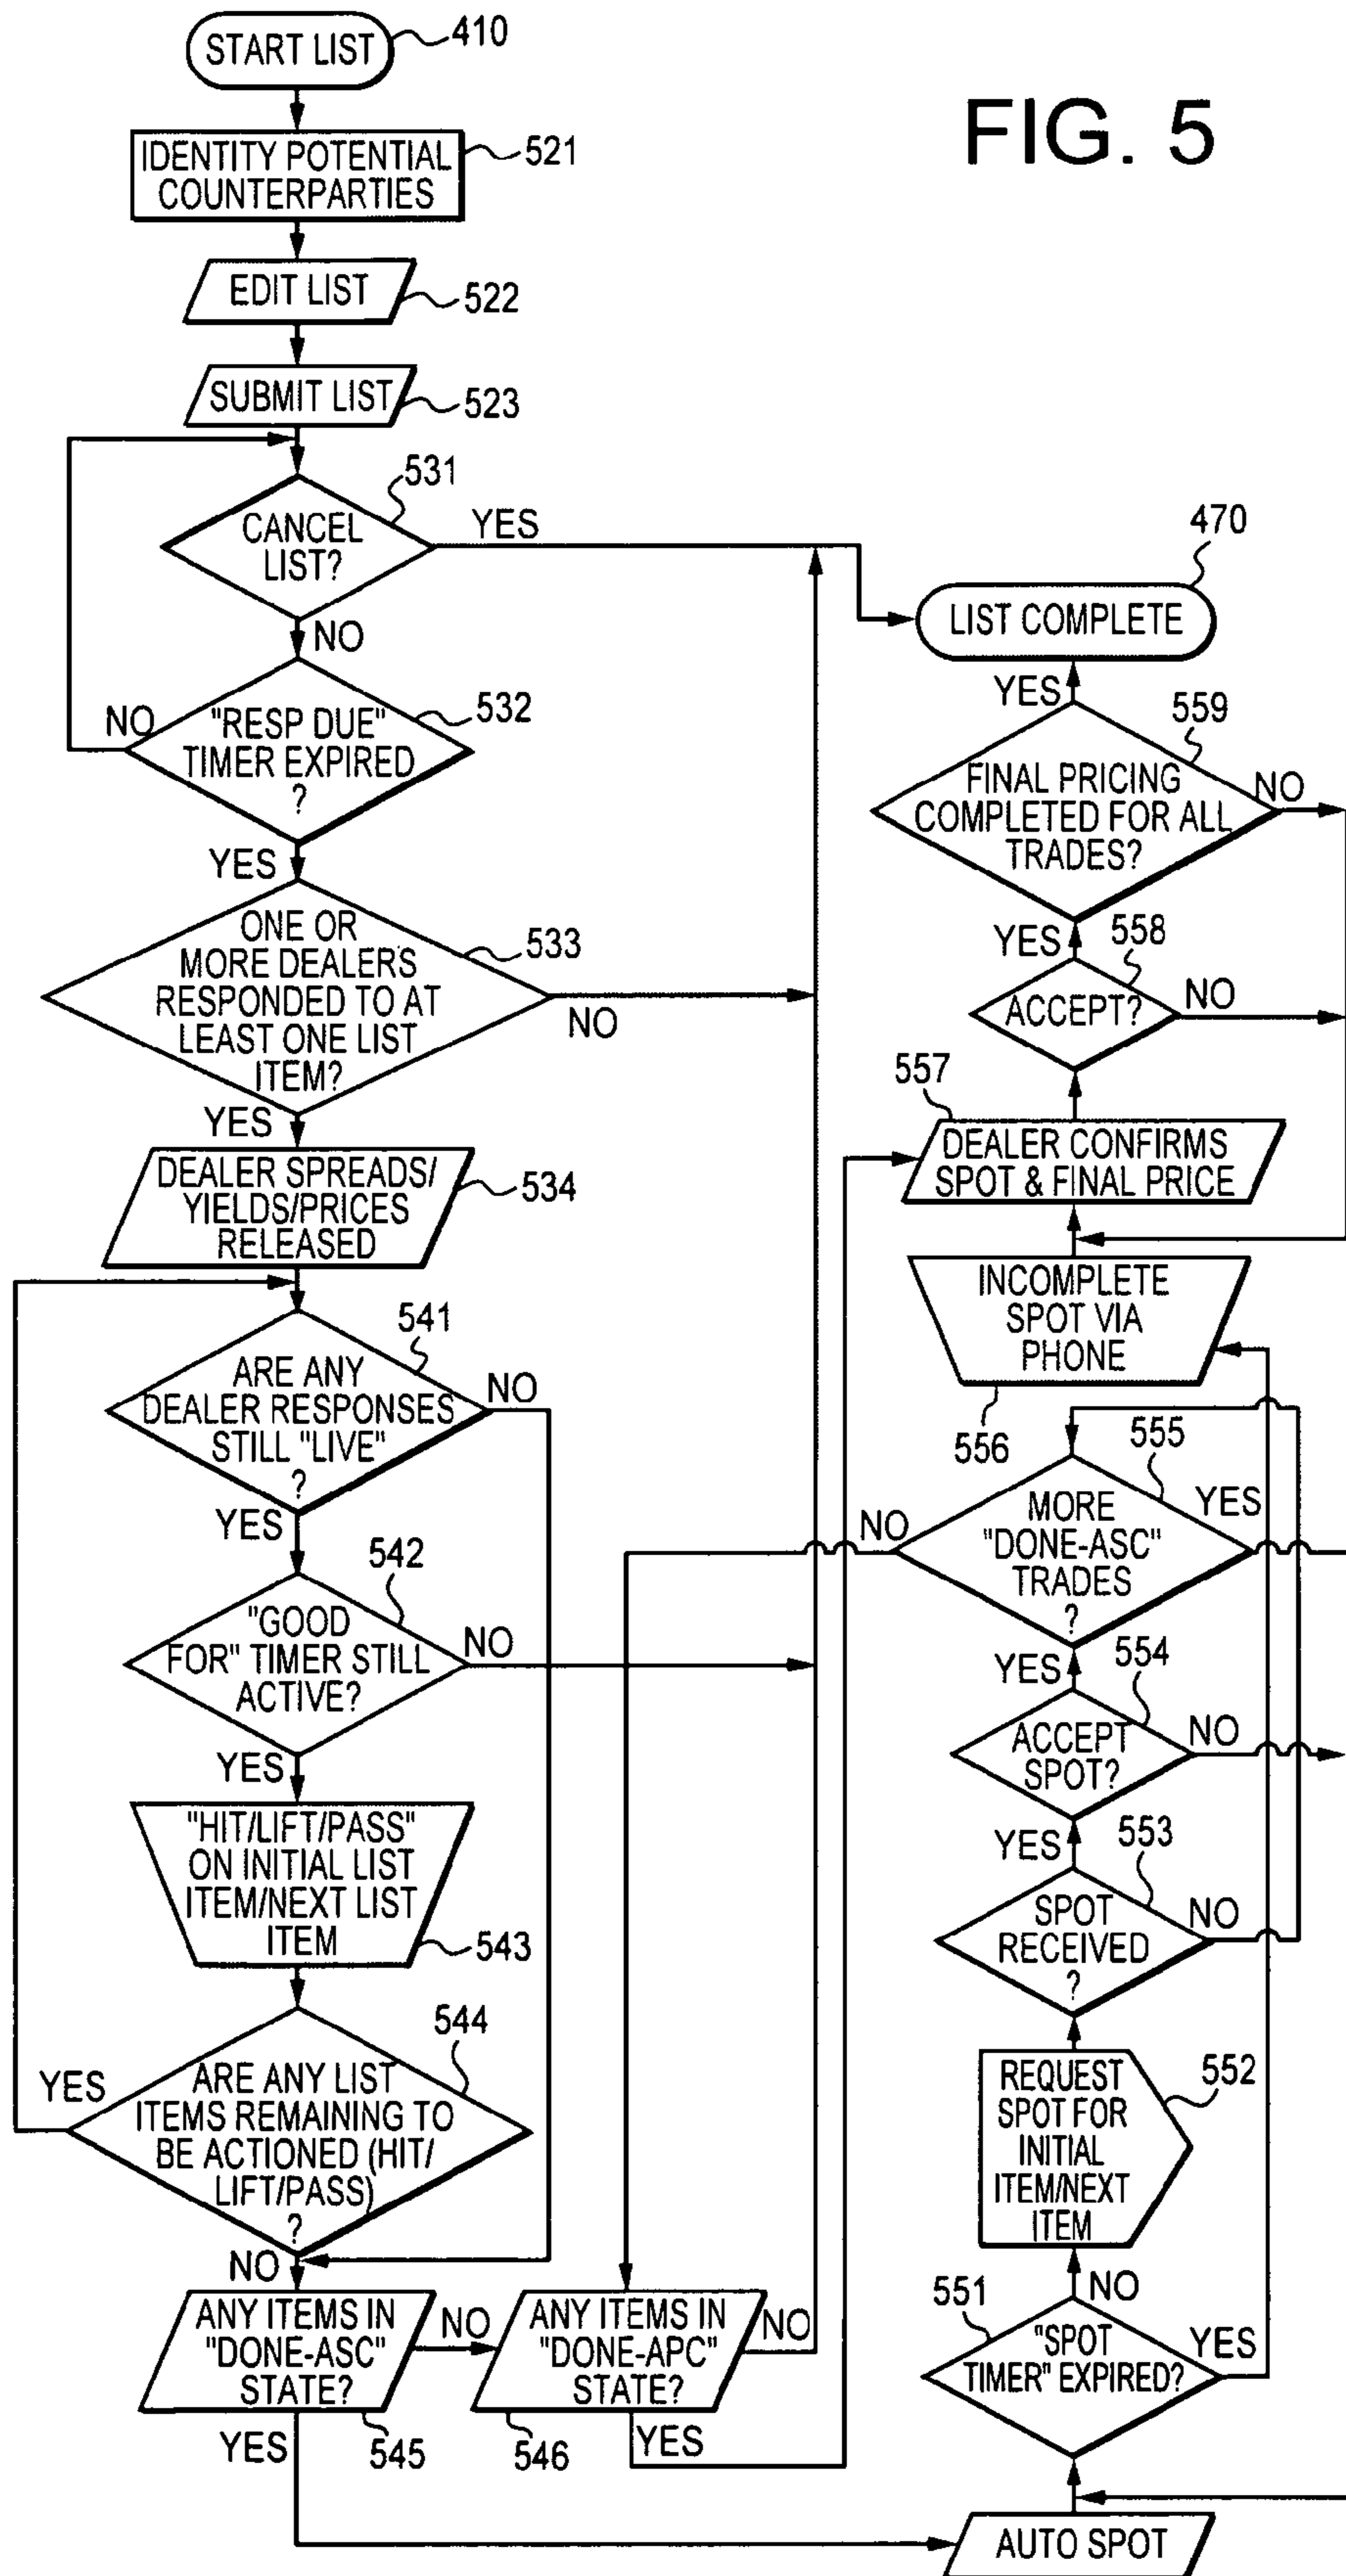 FIG. 5
START LIST
410
IDENTITY POTENTIAL
COUNTERPARTIES
521
EDIT LIST
522
SUBMIT LIST
523
CANCEL
LIST?
531
YES
NO
"RESP DUE"
TIMER EXPIRED
?
532
NO
YES
ONE OR
MORE DEALERS
RESPONDED TO AT
LEAST ONE LIST
ITEM?
533
NO
YES
DEALER SPREADS/
YIELDS/PRICES
RELEASED
534
ARE ANY
DEALER RESPONSES
STILL "LIVE"
?
541
NO
YES
"GOOD
FOR" TIMER STILL
ACTIVE?
542
NO
YES
"HIT/LIFT/PASS"
ON INITIAL LIST
ITEM/NEXT LIST
ITEM
543
ARE ANY LIST
ITEMS REMAINING TO
BE ACTIONED (HIT/
LIFT/PASS)
?
544
YES
NO
ANY ITEMS IN
"DONE-ASC"
STATE?
545
NO
YES
ANY ITEMS IN
"DONE-APC"
STATE?
546
NO
YES
470
LIST COMPLETE
YES
559
FINAL PRICING
COMPLETED FOR ALL
TRADES?
NO
YES
558
ACCEPT?
NO
557
DEALER CONFIRMS
SPOT & FINAL PRICE
INCOMPLETE
SPOT VIA
PHONE
556
555
MORE
"DONE-ASC"
TRADES
?
NO
YES
YES
554
ACCEPT
SPOT?
NO
YES
553
SPOT
RECEIVED
?
NO
REQUEST
SPOT FOR
INITIAL
ITEM/NEXT
ITEM
552
NO
551
"SPOT
TIMER" EXPIRED?
YES
AUTO SPOT